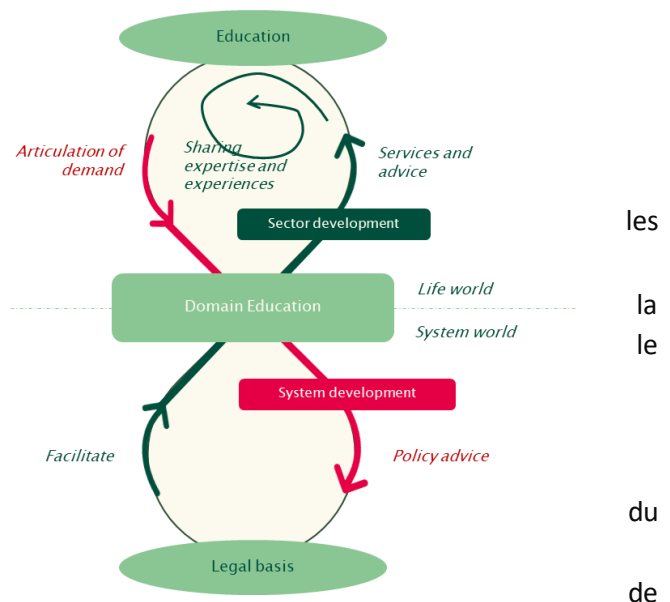 Education
Articulation of
demand
Sharing
expertise and
experiences
Services and
advice
Sector development
les
Life world
la
Domain Education
System world
le
System development
Facilitate
Policy advice
du
Legal basis
de